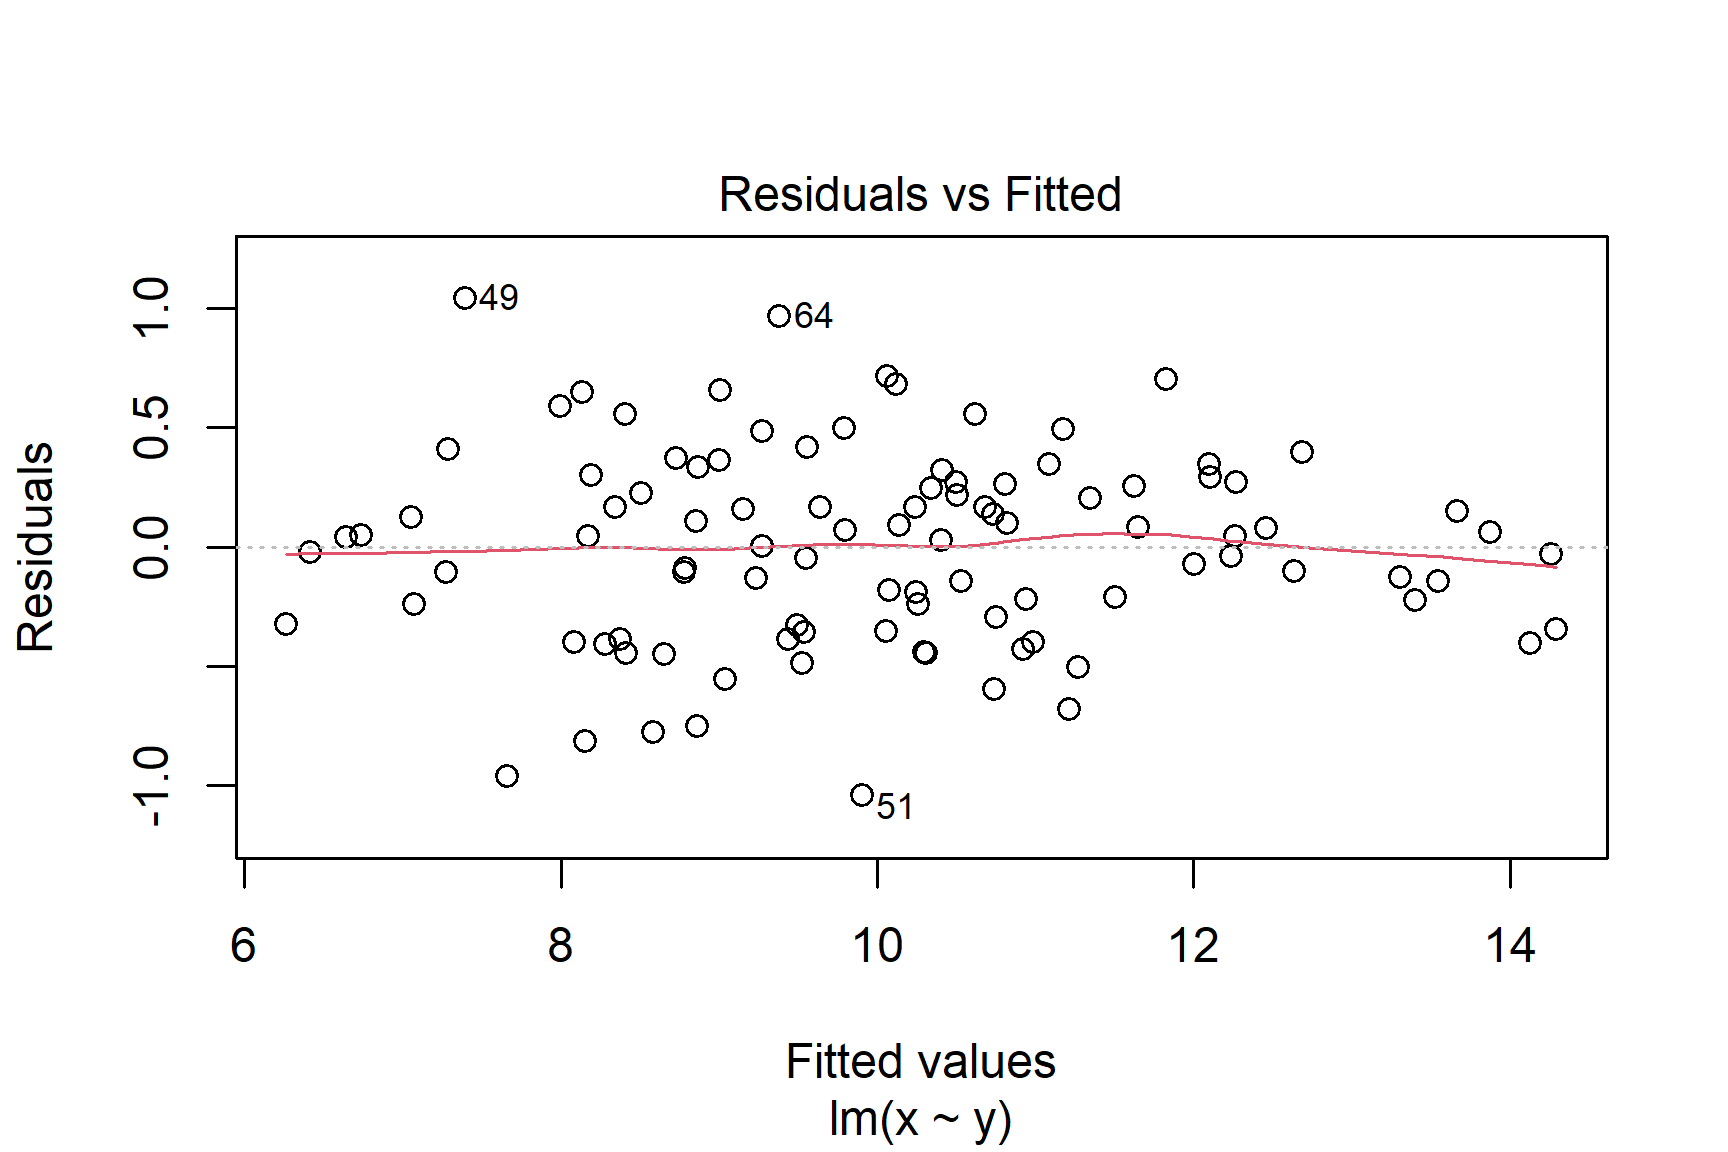 Residuals vs Fitted
Residuals
1.0
0.5
0.0
-1.0
49
64
51
6 8 10 12 14
Fitted values
lm(x ~ y)